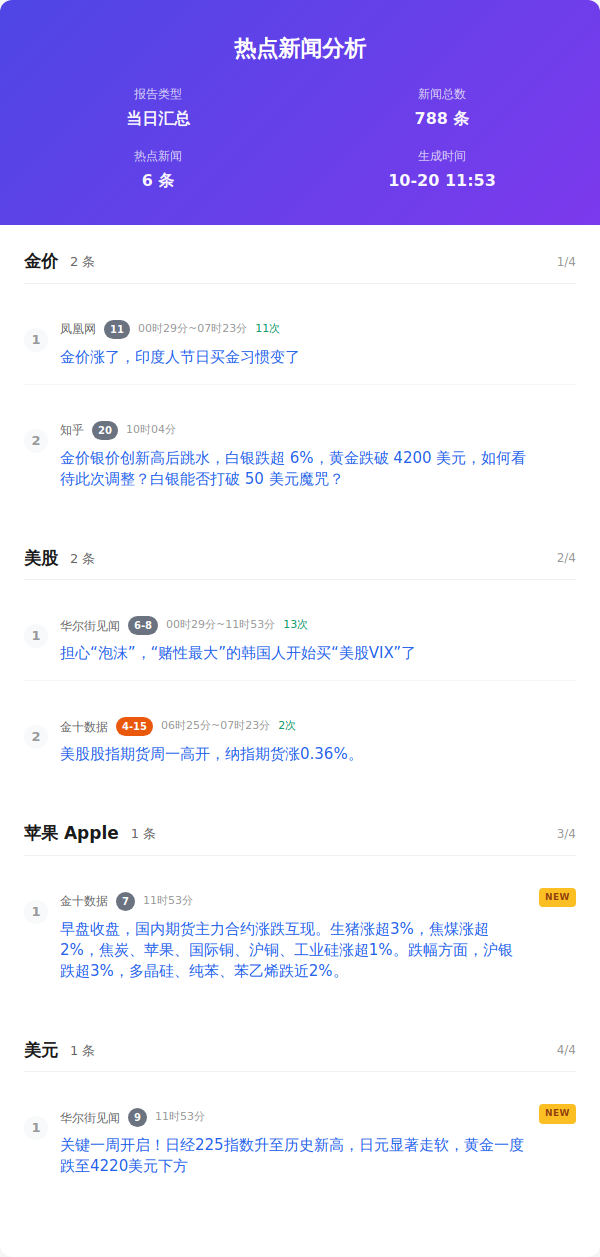 热点新闻分析
报告类型
当日汇总
新闻总数
788 条
热点新闻
6 条
生成时间
10-20 11:53
金价 2 条 1/4
1 凤凰网 11 00时29分~07时23分 11次
金价涨了，印度人节日买金习惯变了
2 知乎 20 10时04分
金价银价创新高后跳水，白银跌超 6%，黄金跌破 4200 美元，如何看
待此次调整？白银能否打破 50 美元魔咒？
美股 2 条 2/4
1 华尔街见闻 6-8 00时29分~11时53分 13次
担心“泡沫”，“赌性最大”的韩国人开始买“美股VIX”了
2 金十数据 4-15 06时25分~07时23分 2次
美股股指期货周一高开，纳指期货涨0.36%。
苹果 Apple 1 条 3/4
1 金十数据 7 11时53分 NEW
早盘收盘，国内期货主力合约涨跌互现。生猪涨超3%，焦煤涨超
2%，焦炭、苹果、国际铜、沪铜、工业硅涨超1%。跌幅方面，沪银
跌超3%，多晶硅、纯苯、苯乙烯跌近2%。
美元 1 条 4/4
1 华尔街见闻 9 11时53分 NEW
关键一周开启！日经225指数升至历史新高，日元显著走软，黄金一度
跌至4220美元下方